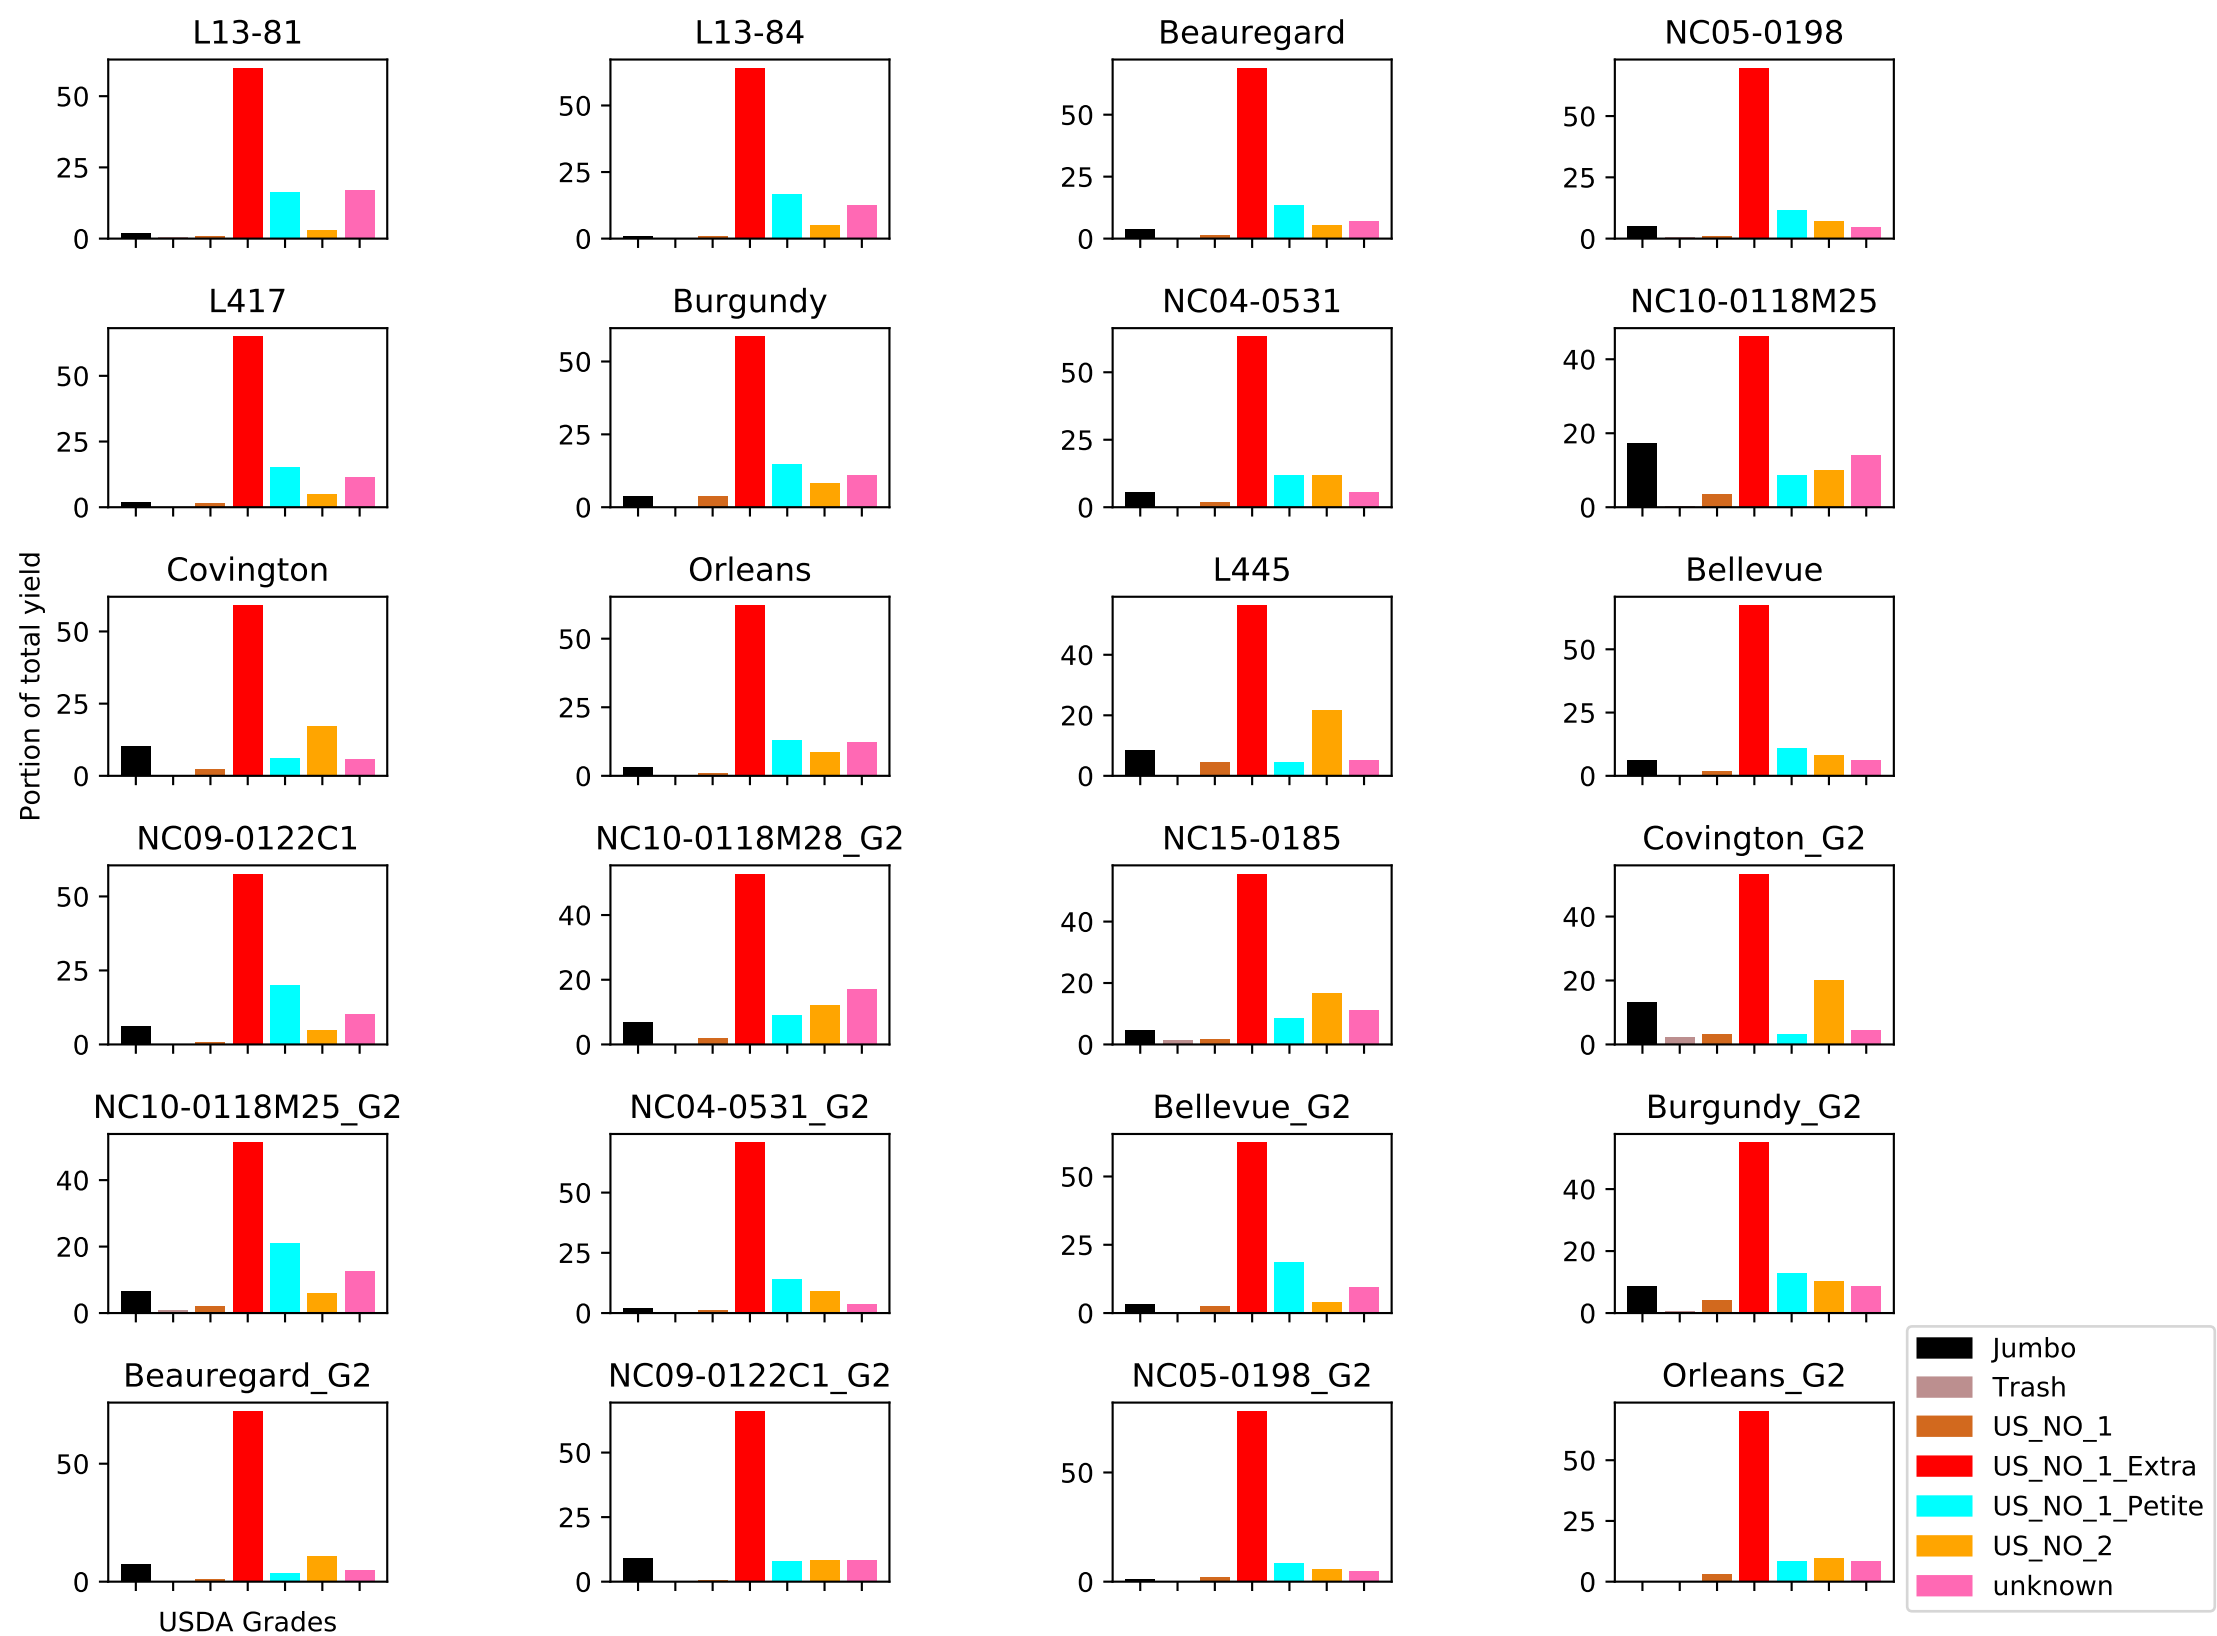 L13-81
50
25
0
L13-84
50
25
0
Beauregard
50
25
0
NC05-0198
50
25
0
L417
50
25
0
Burgundy
50
25
0
NC04-0531
50
25
0
NC10-0118M25
40
20
0
Portion of total yield
Covington
50
25
0
Orleans
50
25
0
L445
40
20
0
Bellevue
50
25
0
NC09-0122C1
50
25
0
NC10-0118M28_G2
40
20
0
NC15-0185
40
20
0
Covington_G2
40
20
0
NC10-0118M25_G2
40
20
0
NC04-0531_G2
50
25
0
Bellevue_G2
50
25
0
Burgundy_G2
40
20
0
Beauregard_G2
50
0
NC09-0122C1_G2
50
25
0
NC05-0198_G2
50
0
Orleans_G2
50
25
0
USDA Grades
Jumbo
Trash
US_NO_1
US_NO_1_Extra
US_NO_1_Petite
US_NO_2
unknown